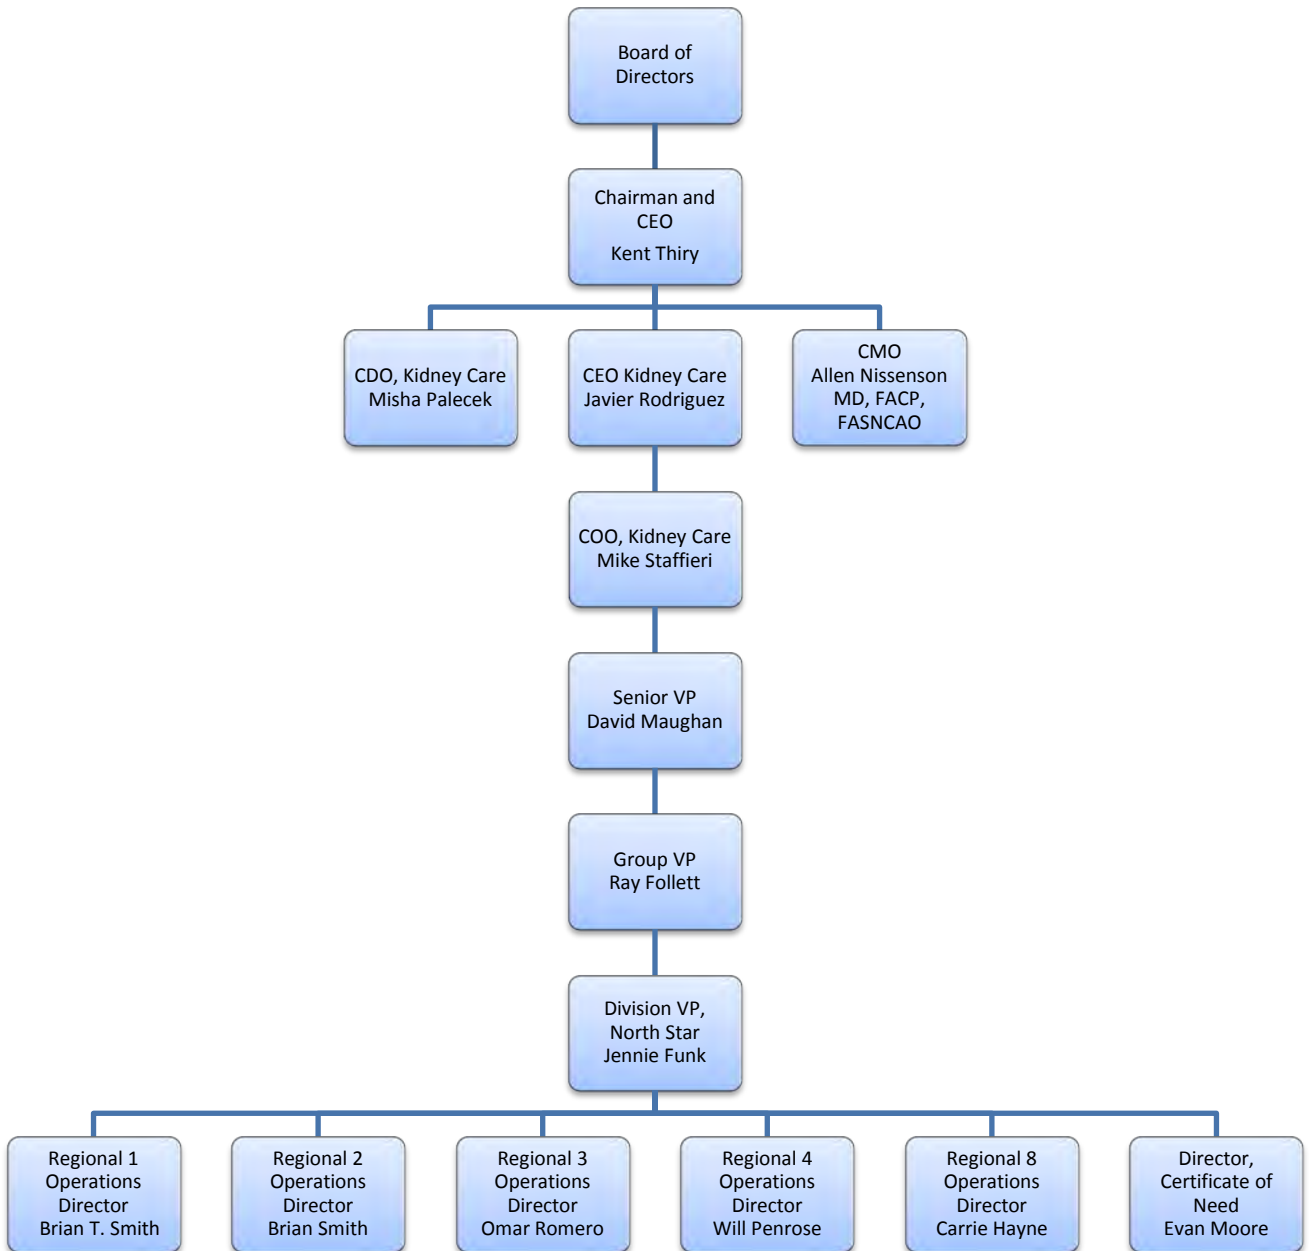 Board of
Directors
Chairman and
CEO
Kent Thiry
CDO, Kidney Care
Misha Palecek
CEO Kidney Care
Javier Rodriguez
CMO
Allen Nissenson
MD, FACP,
FASNCAO
COO, Kidney Care
Mike Staffieri
Senior VP
David Maughan
Group VP
Ray Follett
Division VP,
North Star
Jennie Funk
Regional 1
Operations
Director
Brian T. Smith
Regional 2
Operations
Director
Brian Smith
Regional 3
Operations
Director
Omar Romero
Regional 4
Operations
Director
Will Penrose
Regional 8
Operations
Director
Carrie Hayne
Director,
Certificate of
Need
Evan Moore